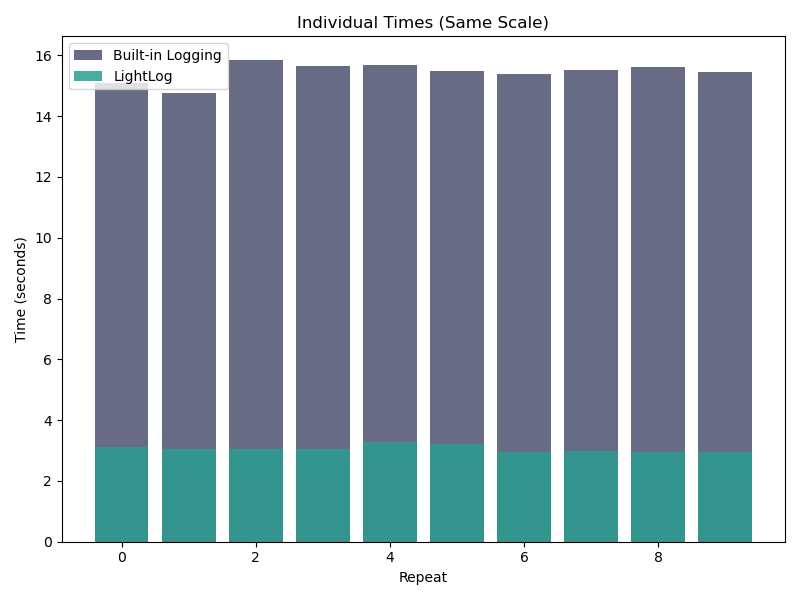 Individual Times (Same Scale)
Built-in Logging
LightLog
16
14
12
10
8
6
4
2
0
Time (seconds)
0 2 4 6 8
Repeat